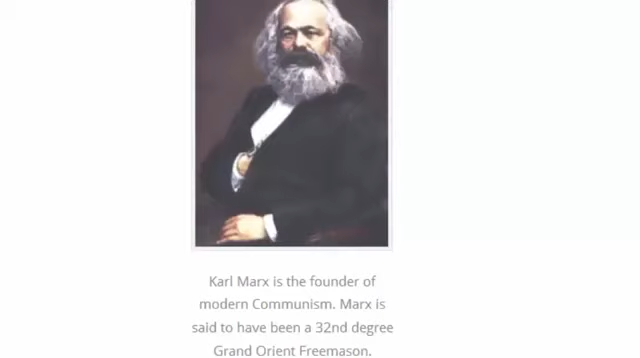 Karl Marx is the founder of
modern Communism. Marx is
said to have been a 32nd degree
Grand Orient Freemason.